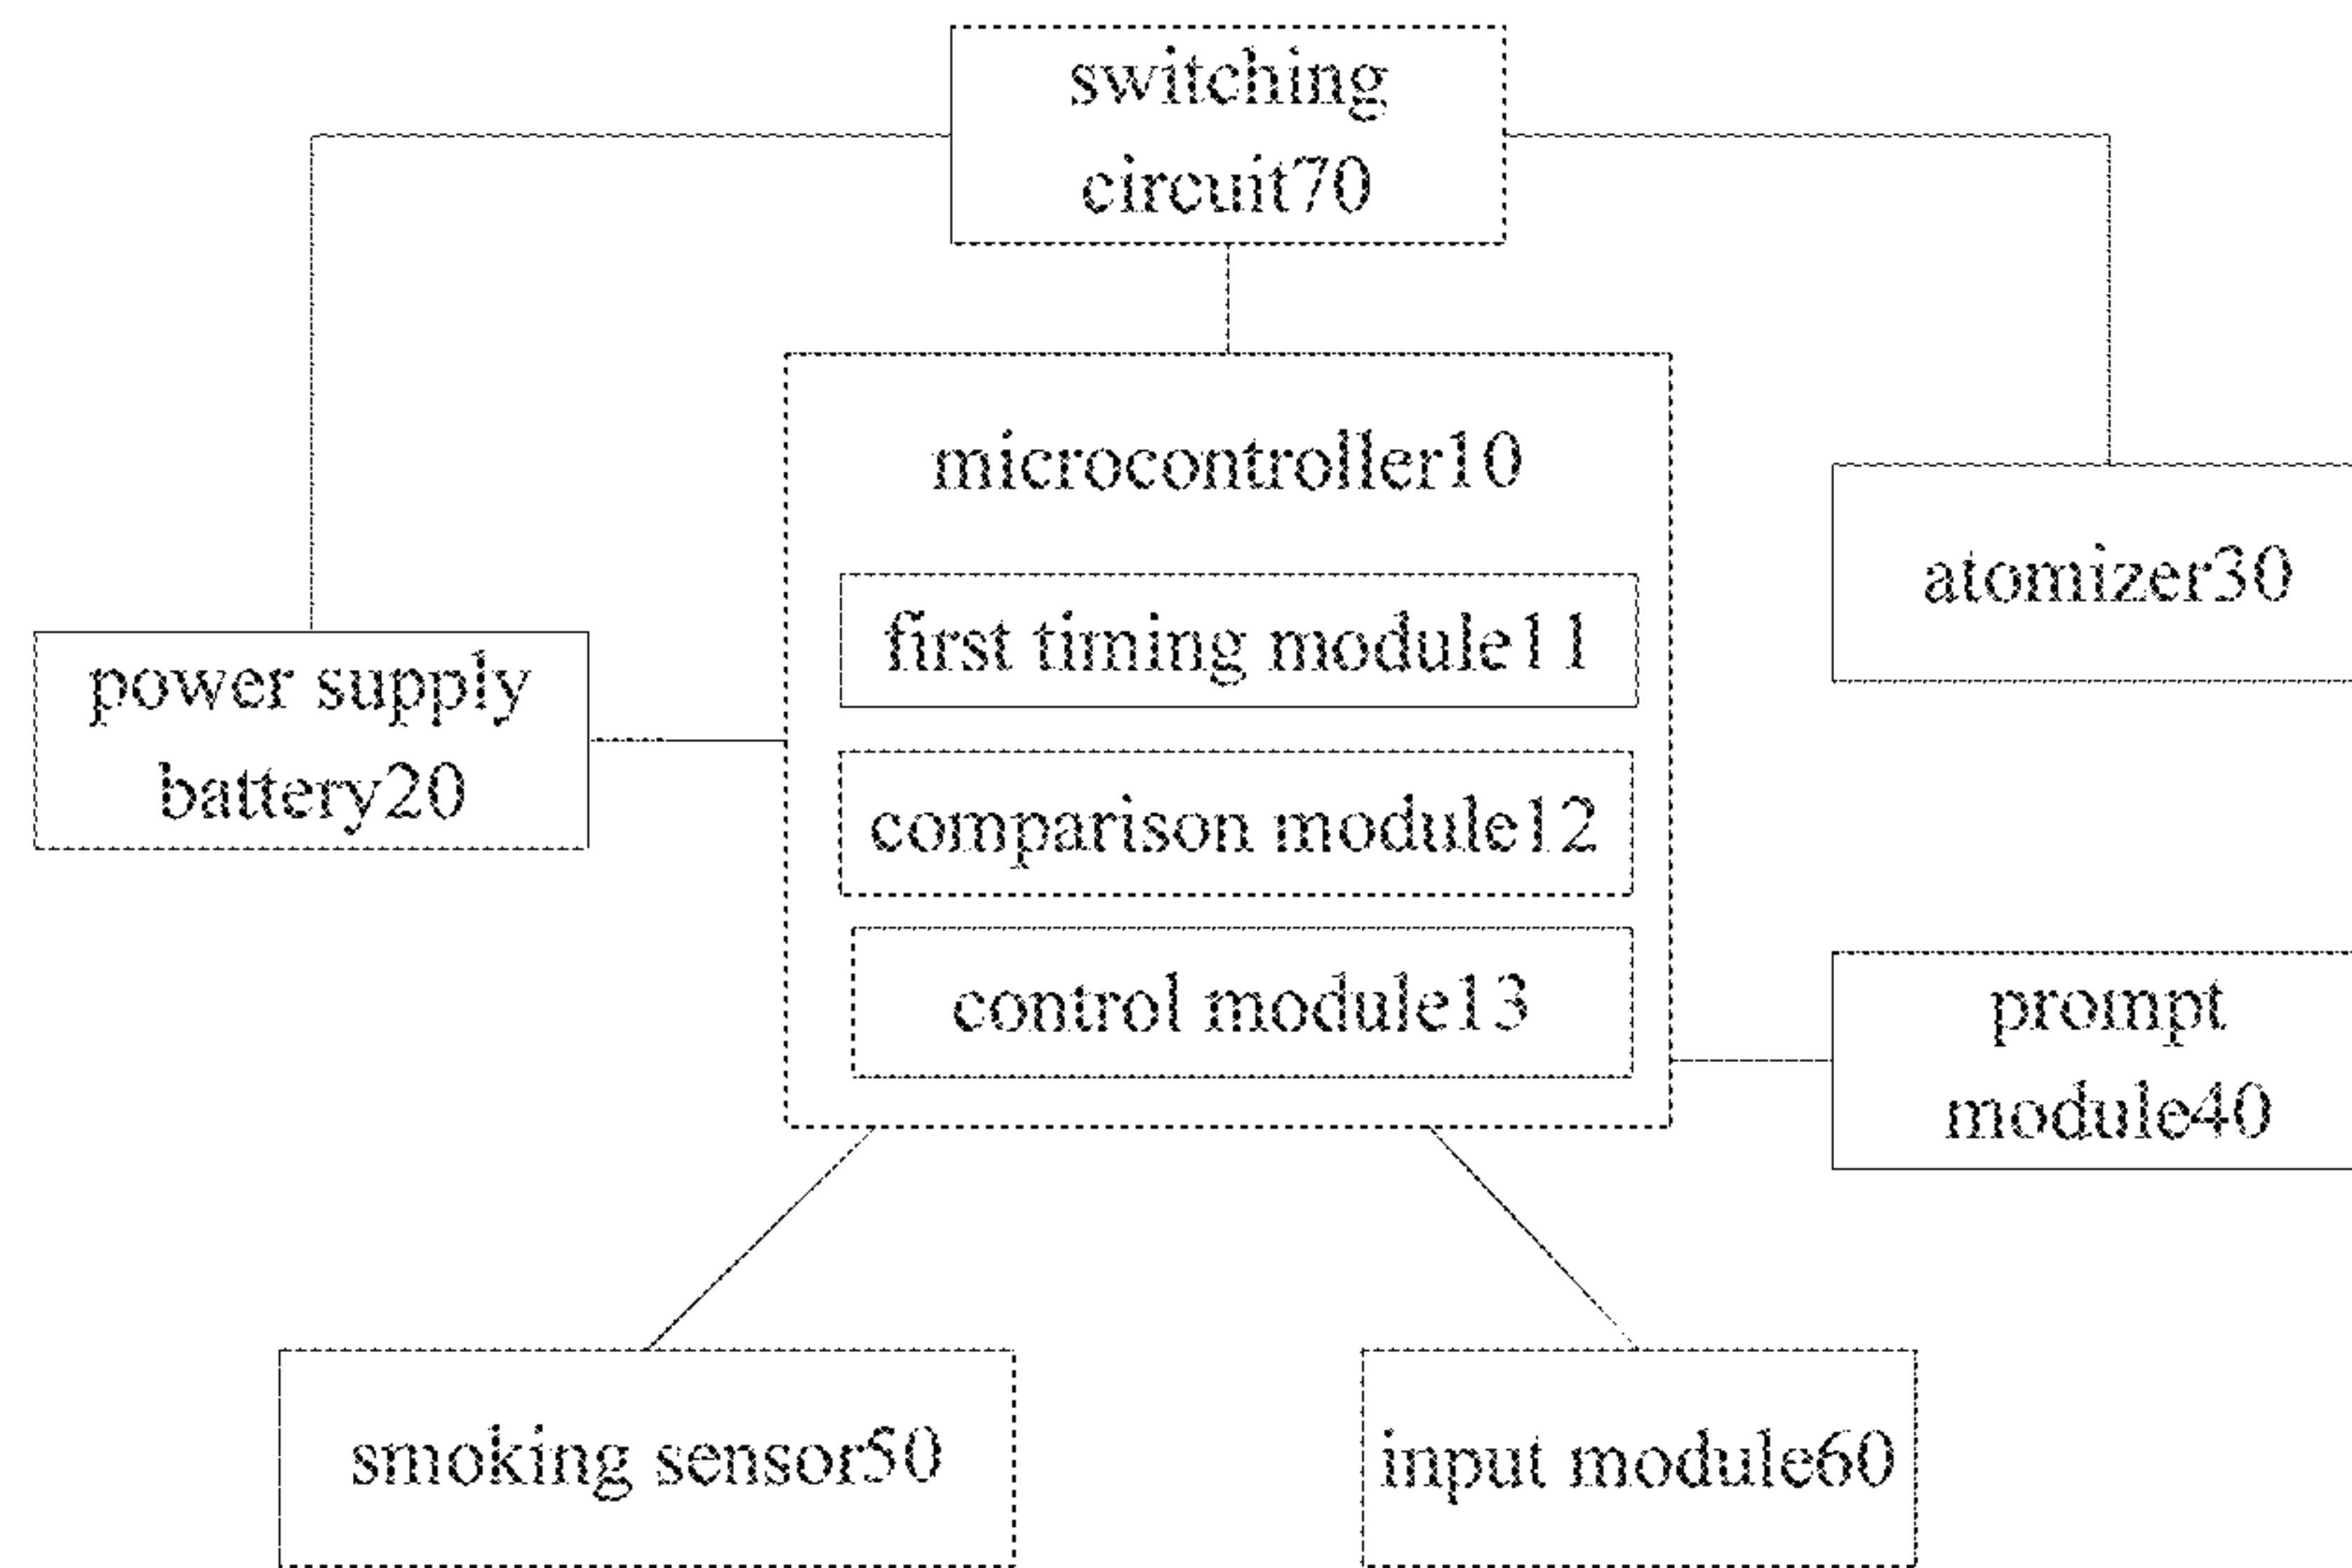 switching
circuit70
microcontroller10
first timing module11
comparison module12
control module13
power supply
battery20
atomizer30
prompt
module40
smoking sensor50
input module60